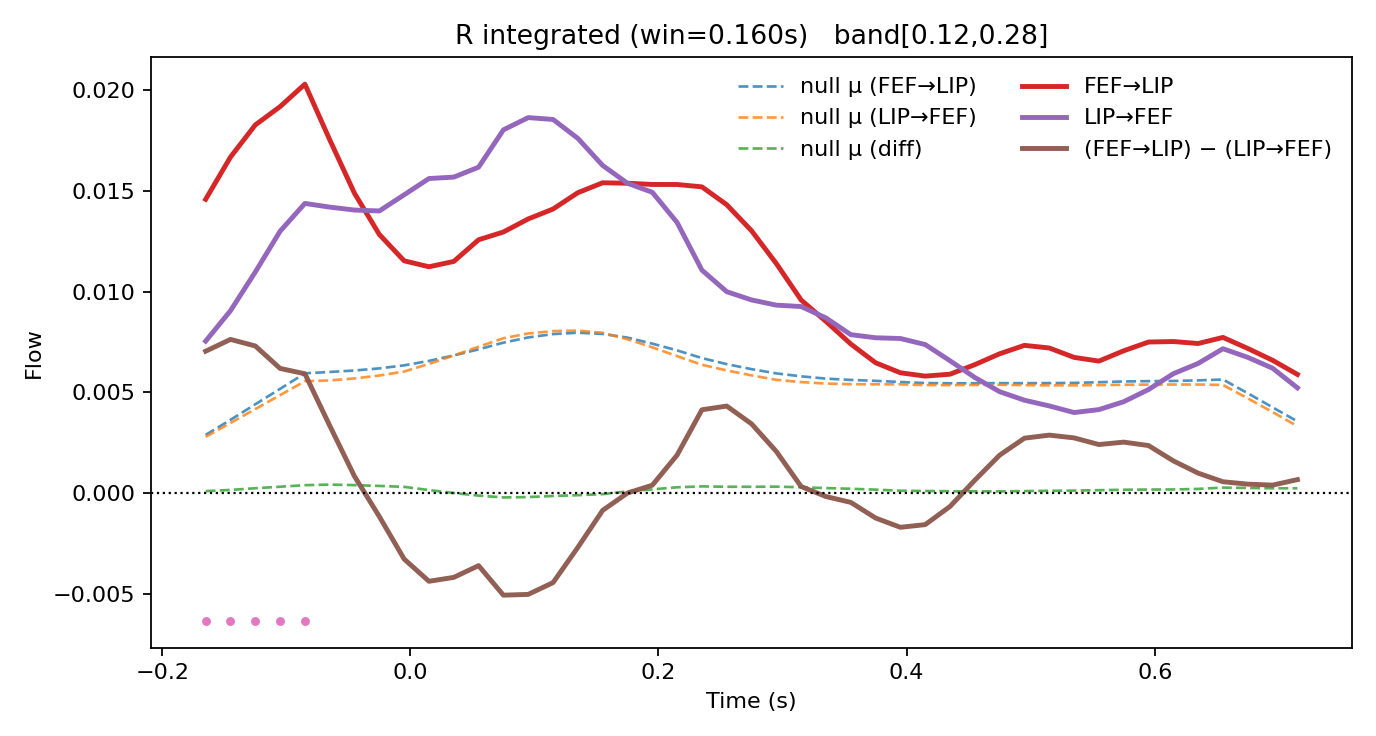 R integrated (win=0.160s)   band[0.12,0.28]
null μ (FEF→LIP)
null μ (LIP→FEF)
null μ (diff)
FEF→LIP
LIP→FEF
(FEF→LIP) − (LIP→FEF)
0.020
0.015
0.010
0.005
0.000
−0.005
Flow
−0.2
0.0
0.2
0.4
0.6
Time (s)